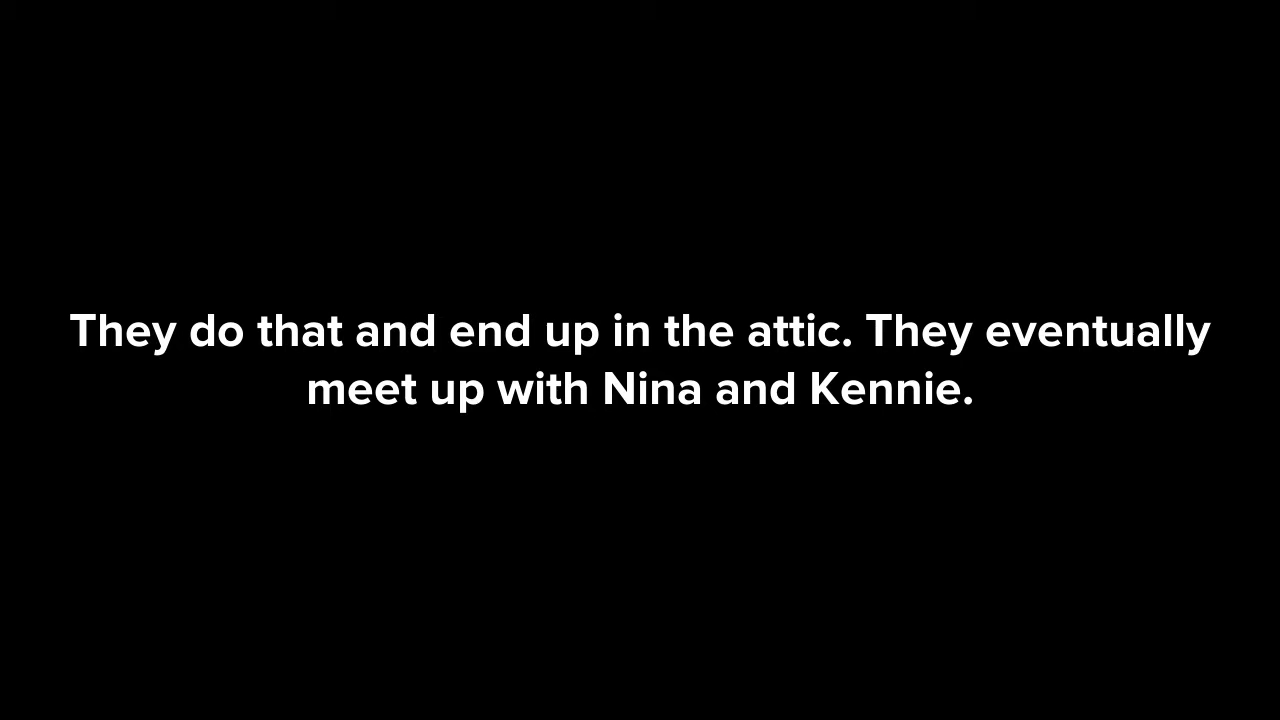 They do that and end up in the attic. They eventually
meet up with Nina and Kennie.